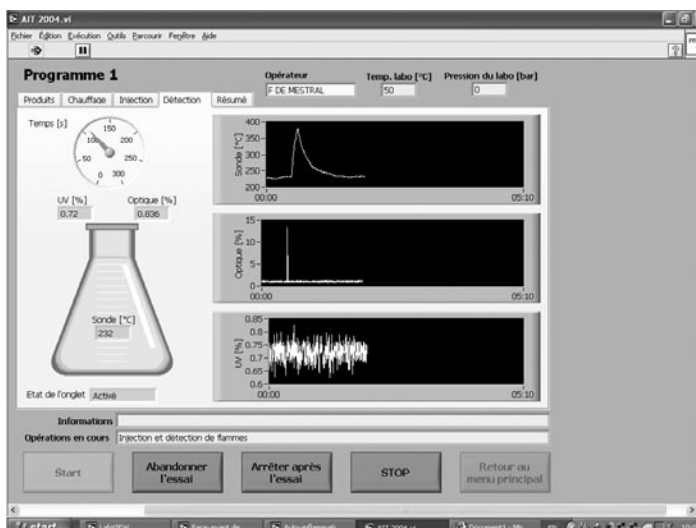 AIT 2004.vi
Fichier Édition Exécution Outils Parcourir Fenêtre Aide
Programme 1
Opérateur Temp. labo [°C] Pression du labo [bar]
F DE MESTRAL 50 0
Produits Chauffage Injection Détection Résumé
Temps [s]
0 50 100 150 200 250 300
UV [%] Optique [%]
0.72 0.836
Sonde [°C]
232
Etat de l'onglet Activé
Sonde [°C]
400
350
300
250
200
00:00 05:10
Optique [%]
15
10
5
0
00:00 05:10
UV [%]
0.85
0.8
0.75
0.7
0.65
0.6
00:00 05:10
Informations
Opérations en cours Injection et détection de flammes
Start
Abandonner l'essai
Arrêter après l'essai
STOP
Retour au menu principal
start AIT 2004.vi